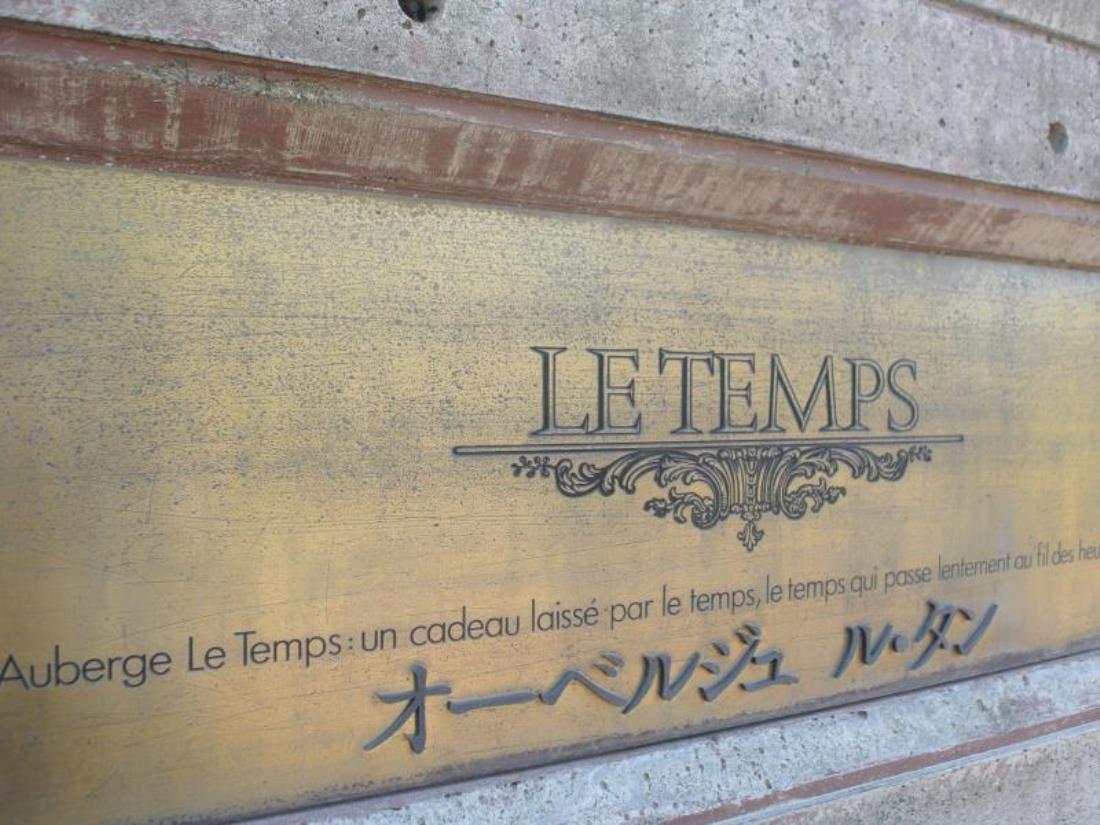 LE TEMPS
Auberge Le Temps : un cadeau laissé par le temps, le temps qui passe lentement au fil des
オーベルジュ ル・タン